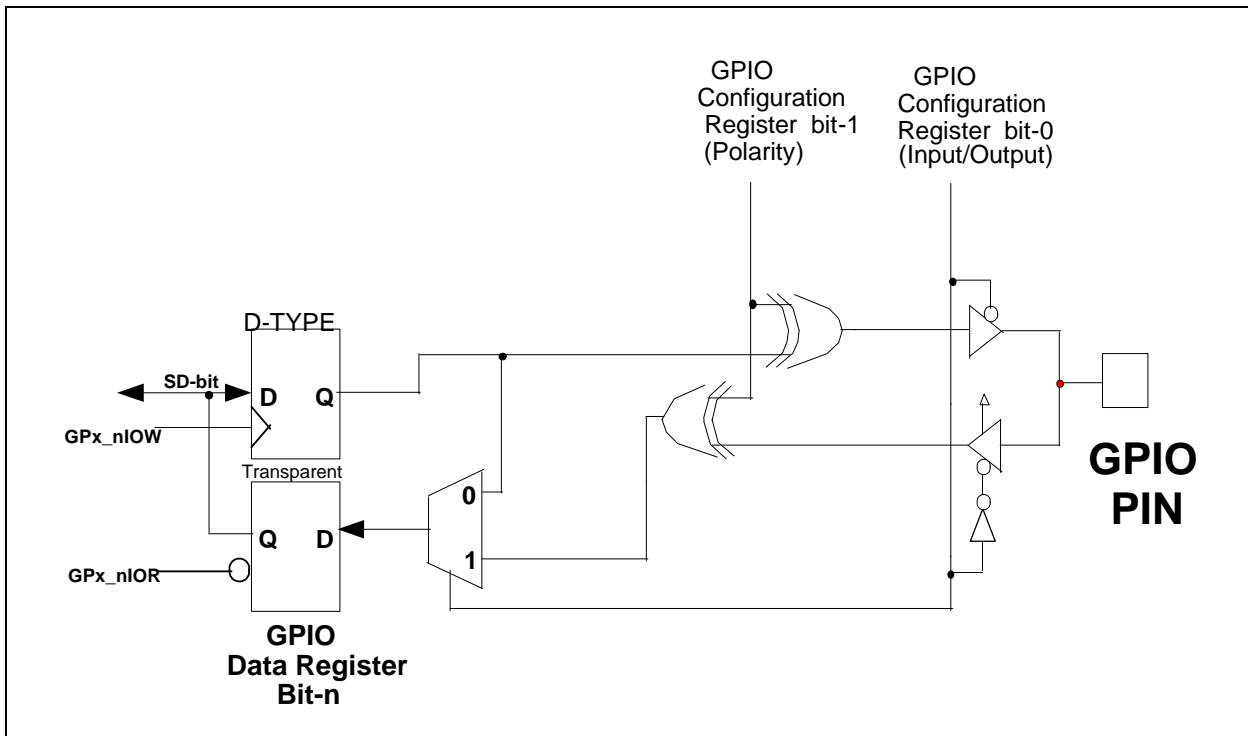 GPIO
Configuration
Register bit-1
(Polarity)
GPIO
Configuration
Register bit-0
(Input/Output)
D-TYPE
SD-bit
D
Q
GPx_nIOW
Transparent
0
GPIO
PIN
Q
D
1
GPx_nIOR
GPIO
Data Register
Bit-n